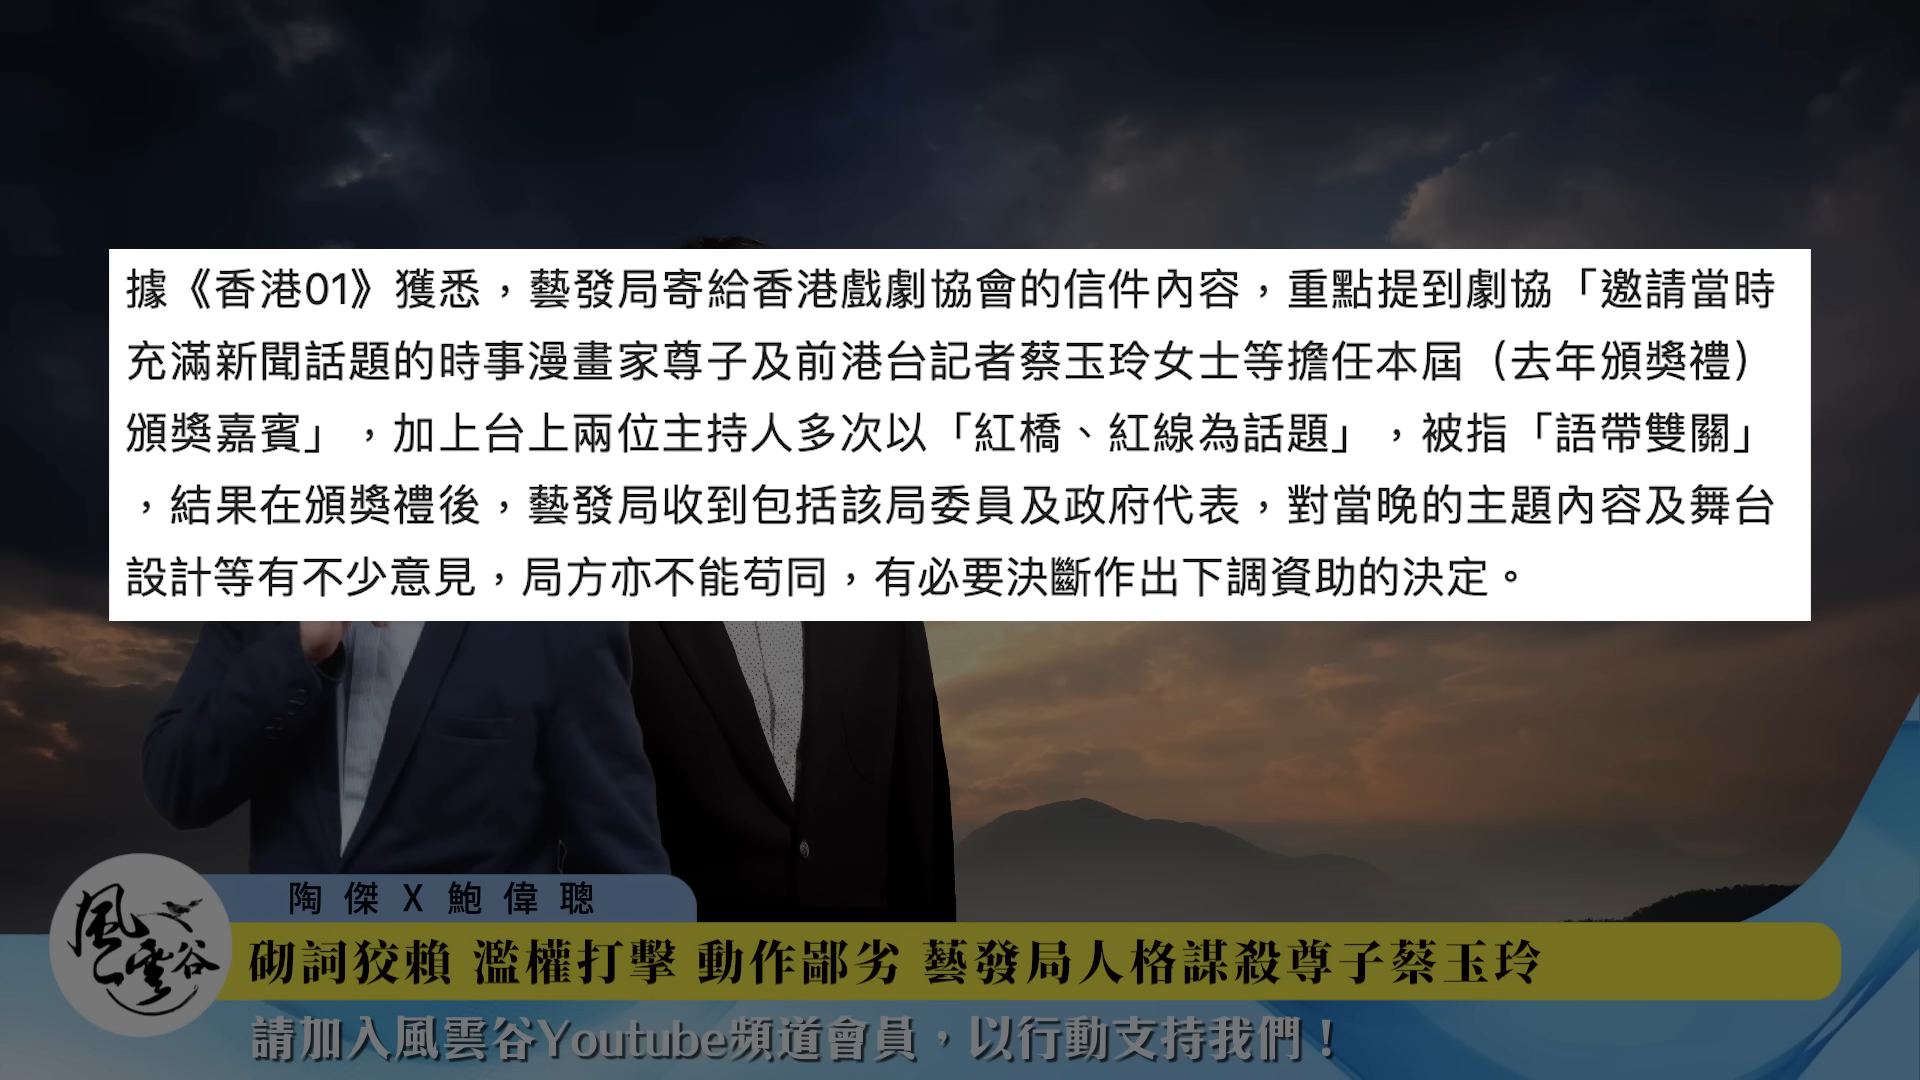 據《香港01》獲悉，藝發局寄給香港戲劇協會的信件內容，重點提到劇協「邀請當時
充滿新聞話題的時事漫畫家尊子及前港台記者蔡玉玲女士等擔任本屆（去年頒獎禮）
頒獎嘉賓」，加上台上兩位主持人多次以「紅橋、紅線為話題」，被指「語帶雙關」
，結果在頒獎禮後，藝發局收到包括該局委員及政府代表，對當晚的主題內容及舞台
設計等有不少意見，局方亦不能苟同，有必要決斷作出下調資助的決定。
陶傑X鮑偉聰
風雲谷
砌詞狡賴 濫權打擊 動作鄙劣 藝發局人格謀殺尊子蔡玉玲
請加入風雲谷Youtube頻道會員，以行動支持我們！